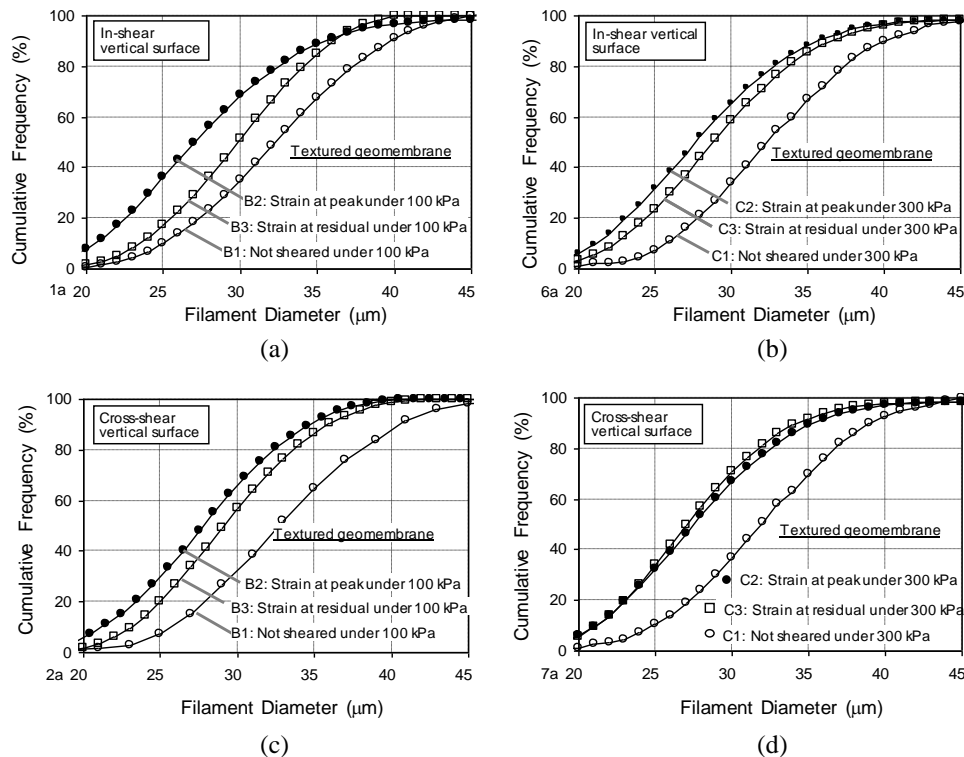 In-shear
vertical surface
Cumulative Frequency (%)
100
80
60
40
20
0
Textured geomembrane
B2: Strain at peak under 100 kPa
B3: Strain at residual under 100 kPa
B1: Not sheared under 100 kPa
1a 20 25 30 35 40 45
Filament Diameter (μm)
(a)
In-shear vertical
surface
Cumulative Frequency (%)
100
80
60
40
20
0
Textured geomembrane
C2: Strain at peak under 300 kPa
C3: Strain at residual under 300 kPa
C1: Not sheared under 300 kPa
6a 20 25 30 35 40 45
Filament Diameter (μm)
(b)
Cross-shear
vertical surface
Cumulative Frequency (%)
100
80
60
40
20
0
Textured geomembrane
B2: Strain at peak under 100 kPa
B3: Strain at residual under 100 kPa
B1: Not sheared under 100 kPa
2a 20 25 30 35 40 45
Filament Diameter (μm)
(c)
Cross-shear
vertical surface
Cumulative Frequency (%)
100
80
60
40
20
0
Textured geomembrane
C2: Strain at peak under 300 kPa
C3: Strain at residual under 300 kPa
C1: Not sheared under 300 kPa
7a 20 25 30 35 40 45
Filament Diameter (μm)
(d)